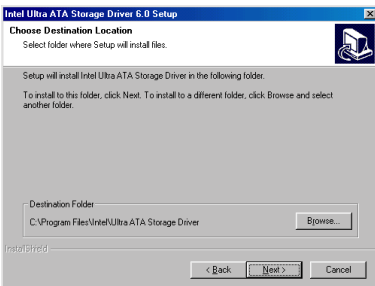 Intel Ultra ATA Storage Driver 6.0 Setup
Choose Destination Location
Select folder where Setup will install files.
Setup will install Intel Ultra ATA Storage Driver in the following folder.
To install to this folder, click Next. To install to a different folder, click Browse and select
another folder.
Destination Folder
C:\Program Files\Intel\Ultra ATA Storage Driver
Browse...
InstallShield
< Back
Next >
Cancel